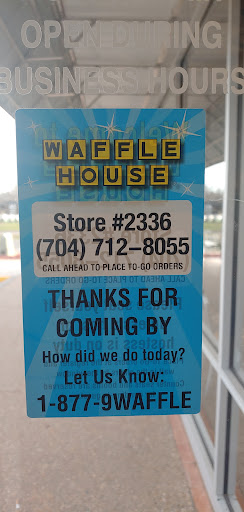 OPEN DURING
BUSINESS HOURS
WAFFLE
HOUSE
Store #2336
(704) 712–8055
CALL AHEAD TO PLACE TO-GO ORDERS
THANKS FOR
COMING BY
How did we do today?
Let Us Know:
1-877-9WAFFLE